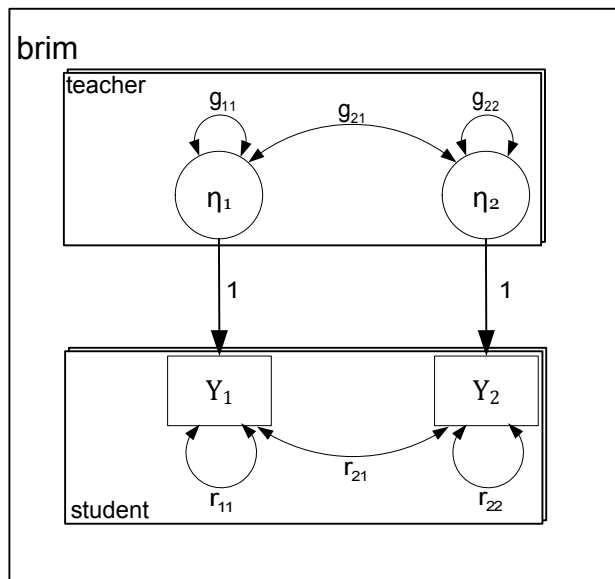 brim
teacher
g₁₁
g₂₁
g₂₂
η₁
η₂
1
1
Y₁
Y₂
r₂₁
r₁₁
r₂₂
student